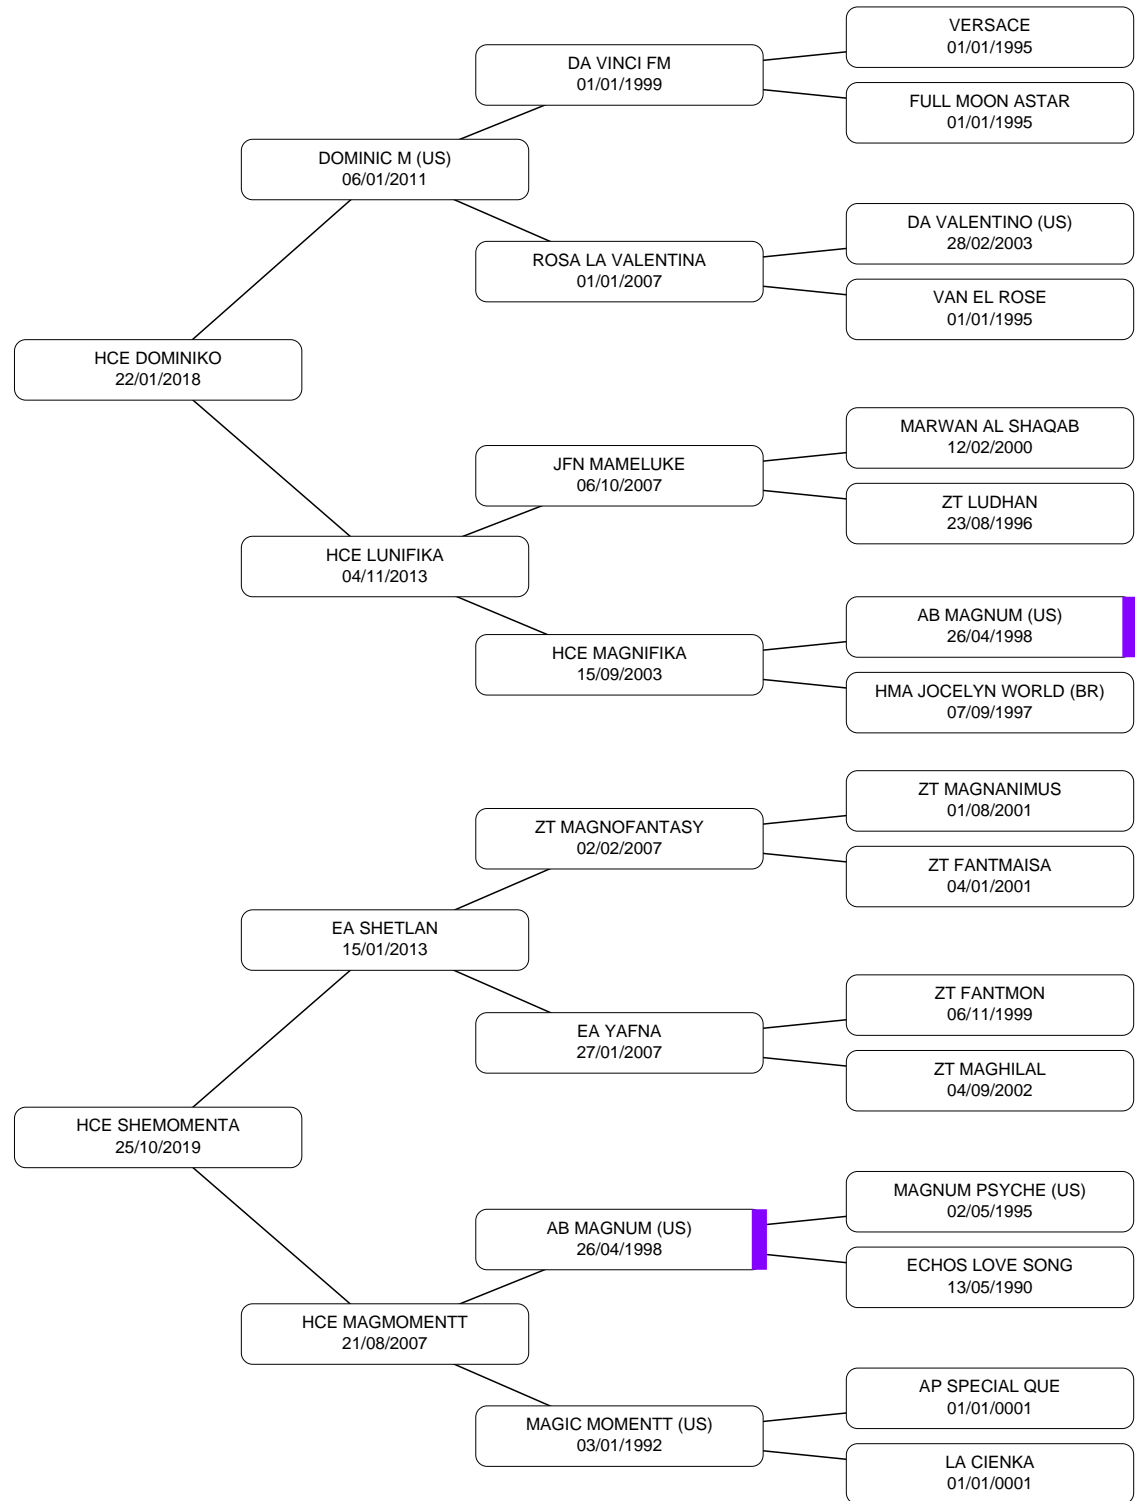 VERSACE
01/01/1995
DA VINCI FM
01/01/1999
FULL MOON ASTAR
01/01/1995
DOMINIC M (US)
06/01/2011
DA VALENTINO (US)
28/02/2003
ROSA LA VALENTINA
01/01/2007
VAN EL ROSE
01/01/1995
HCE DOMINIKO
22/01/2018
MARWAN AL SHAQAB
12/02/2000
JFN MAMELUKE
06/10/2007
ZT LUDHAN
23/08/1996
HCE LUNIFIKA
04/11/2013
AB MAGNUM (US)
26/04/1998
HCE MAGNIFIKA
15/09/2003
HMA JOCELYN WORLD (BR)
07/09/1997
ZT MAGNANIMUS
01/08/2001
ZT MAGNOFANTASY
02/02/2007
ZT FANTMAISA
04/01/2001
EA SHETLAN
15/01/2013
ZT FANTMON
06/11/1999
EA YAFNA
27/01/2007
ZT MAGHILAL
04/09/2002
HCE SHEMOMENTA
25/10/2019
MAGNUM PSYCHE (US)
02/05/1995
AB MAGNUM (US)
26/04/1998
ECHOS LOVE SONG
13/05/1990
HCE MAGMOMENTT
21/08/2007
AP SPECIAL QUE
01/01/0001
MAGIC MOMENTT (US)
03/01/1992
LA CIENKA
01/01/0001